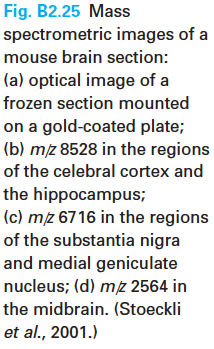 Fig. B2.25 Mass
spectrometric images of a
mouse brain section:
(a) optical image of a
frozen section mounted
on a gold-coated plate;
(b) m/z 8528 in the regions
of the celebral cortex and
the hippocampus;
(c) m/z 6716 in the regions
of the substantia nigra
and medial geniculate
nucleus; (d) m/z 2564 in
the midbrain. (Stoeckli
et al., 2001.)